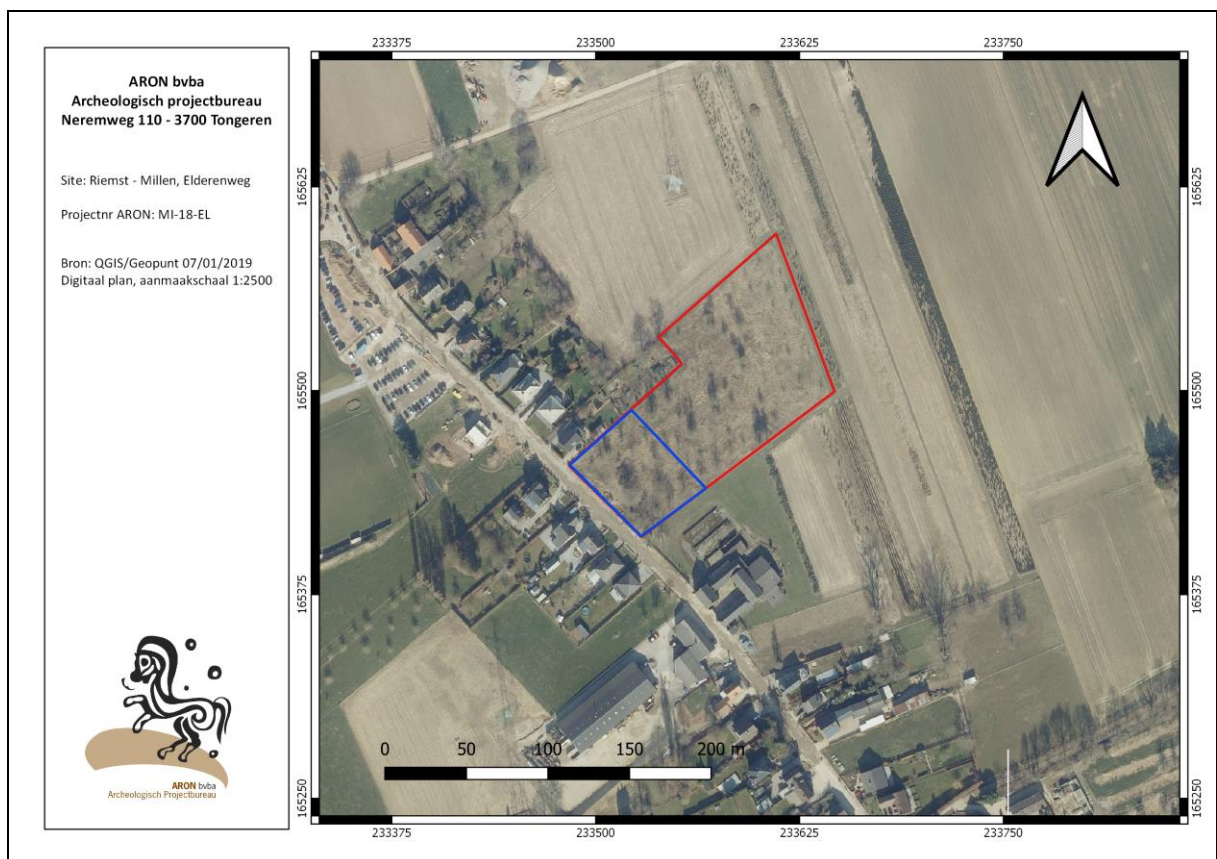 ARON bvba
Archeologisch projectbureau
Neremweg 110 - 3700 Tongeren
Site: Riemst - Millen, Elderenweg
Projectnr ARON: MI-18-EL
Bron: QGIS/Geopunt 07/01/2019
Digitaal plan, aanmaakschaal 1:2500
ARON bvba
Archeologisch Projectbureau
233375 233500 233625 233750
165625 165625
165500 165500
165375 165375
165250 165250
0 50 100 150 200 m
233375 233500 233625 233750